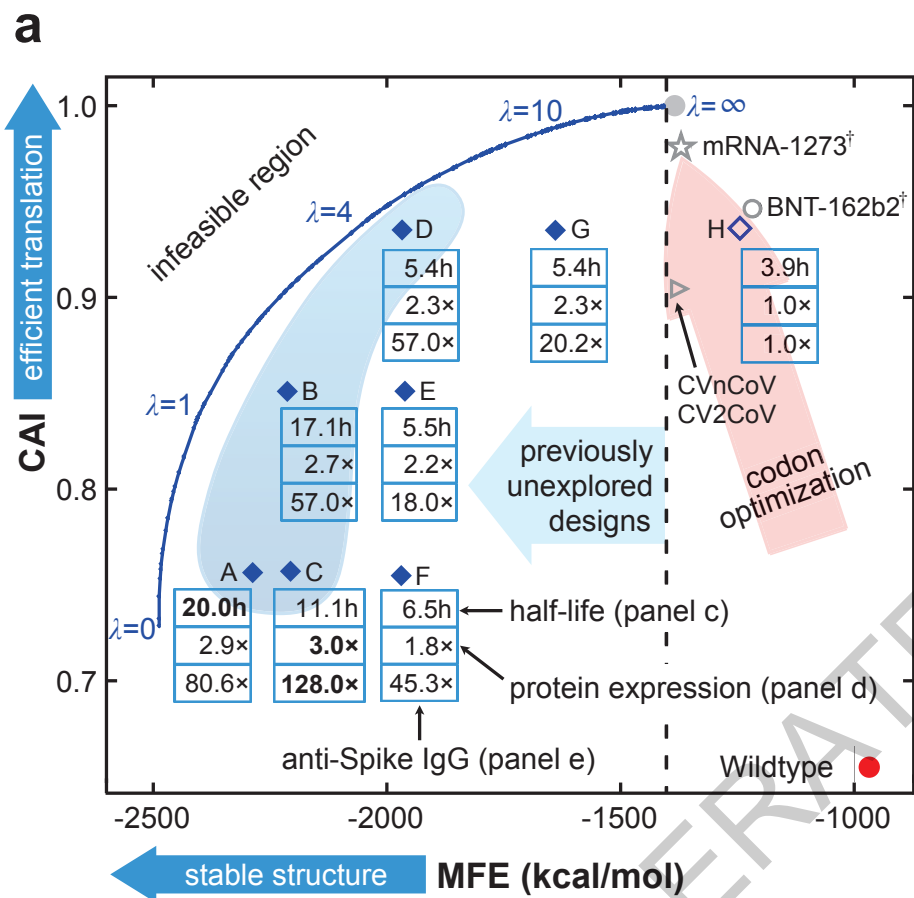 a
CAI
efficient translation
1.0
0.9
0.8
0.7
infeasible region
λ=0
λ=1
λ=4
λ=10
λ=∞
mRNA-1273†
BNT-162b2†
H
3.9h
1.0×
1.0×
CVnCoV
CV2CoV
codon
optimization
D
5.4h
2.3×
57.0×
G
5.4h
2.3×
20.2×
B
17.1h
2.7×
57.0×
E
5.5h
2.2×
18.0×
previously
unexplored
designs
A
20.0h
2.9×
80.6×
C
11.1h
3.0×
128.0×
F
6.5h
1.8×
45.3×
half-life (panel c)
protein expression (panel d)
anti-Spike IgG (panel e)
Wildtype
-2500
-2000
-1500
-1000
stable structure
MFE (kcal/mol)